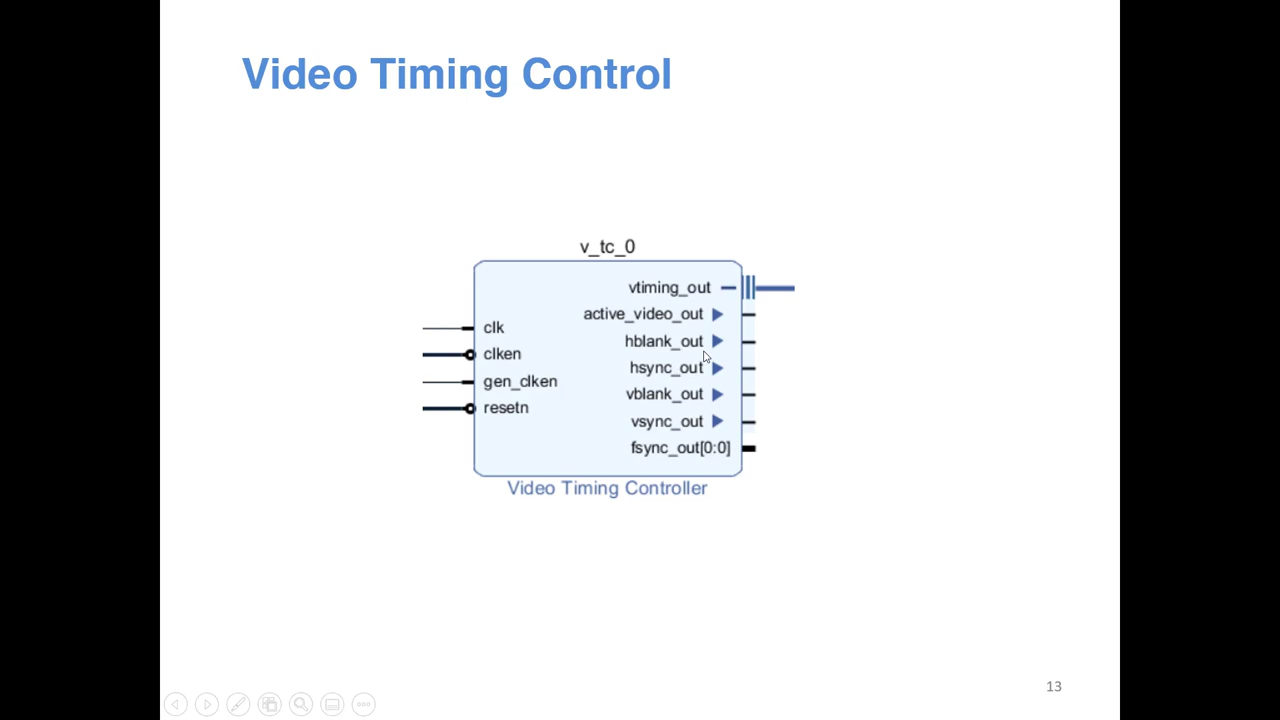 Video Timing Control
v_tc_0
vtiming_out
active_video_out
clk
hblank_out
clken
hsync_out
gen_clken
vblank_out
resetn
vsync_out
fsync_out[0:0]
Video Timing Controller
13